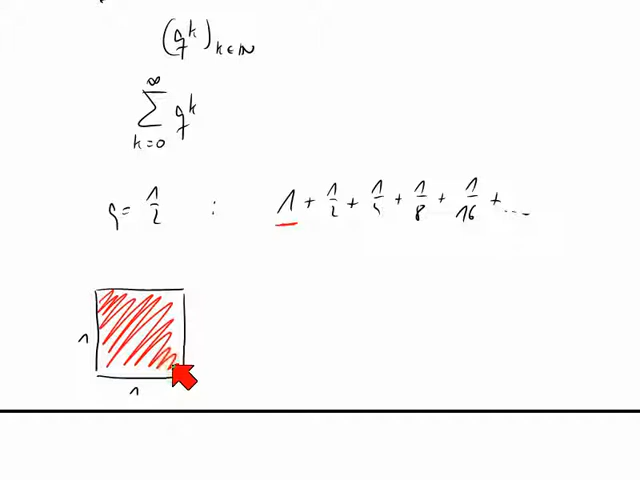 (q^k)_{k∈ℕ}
∑_{k=0}^{∞} q^k
q = 1/2 : 1 + 1/2 + 1/4 + 1/8 + 1/16 + ...
1
1